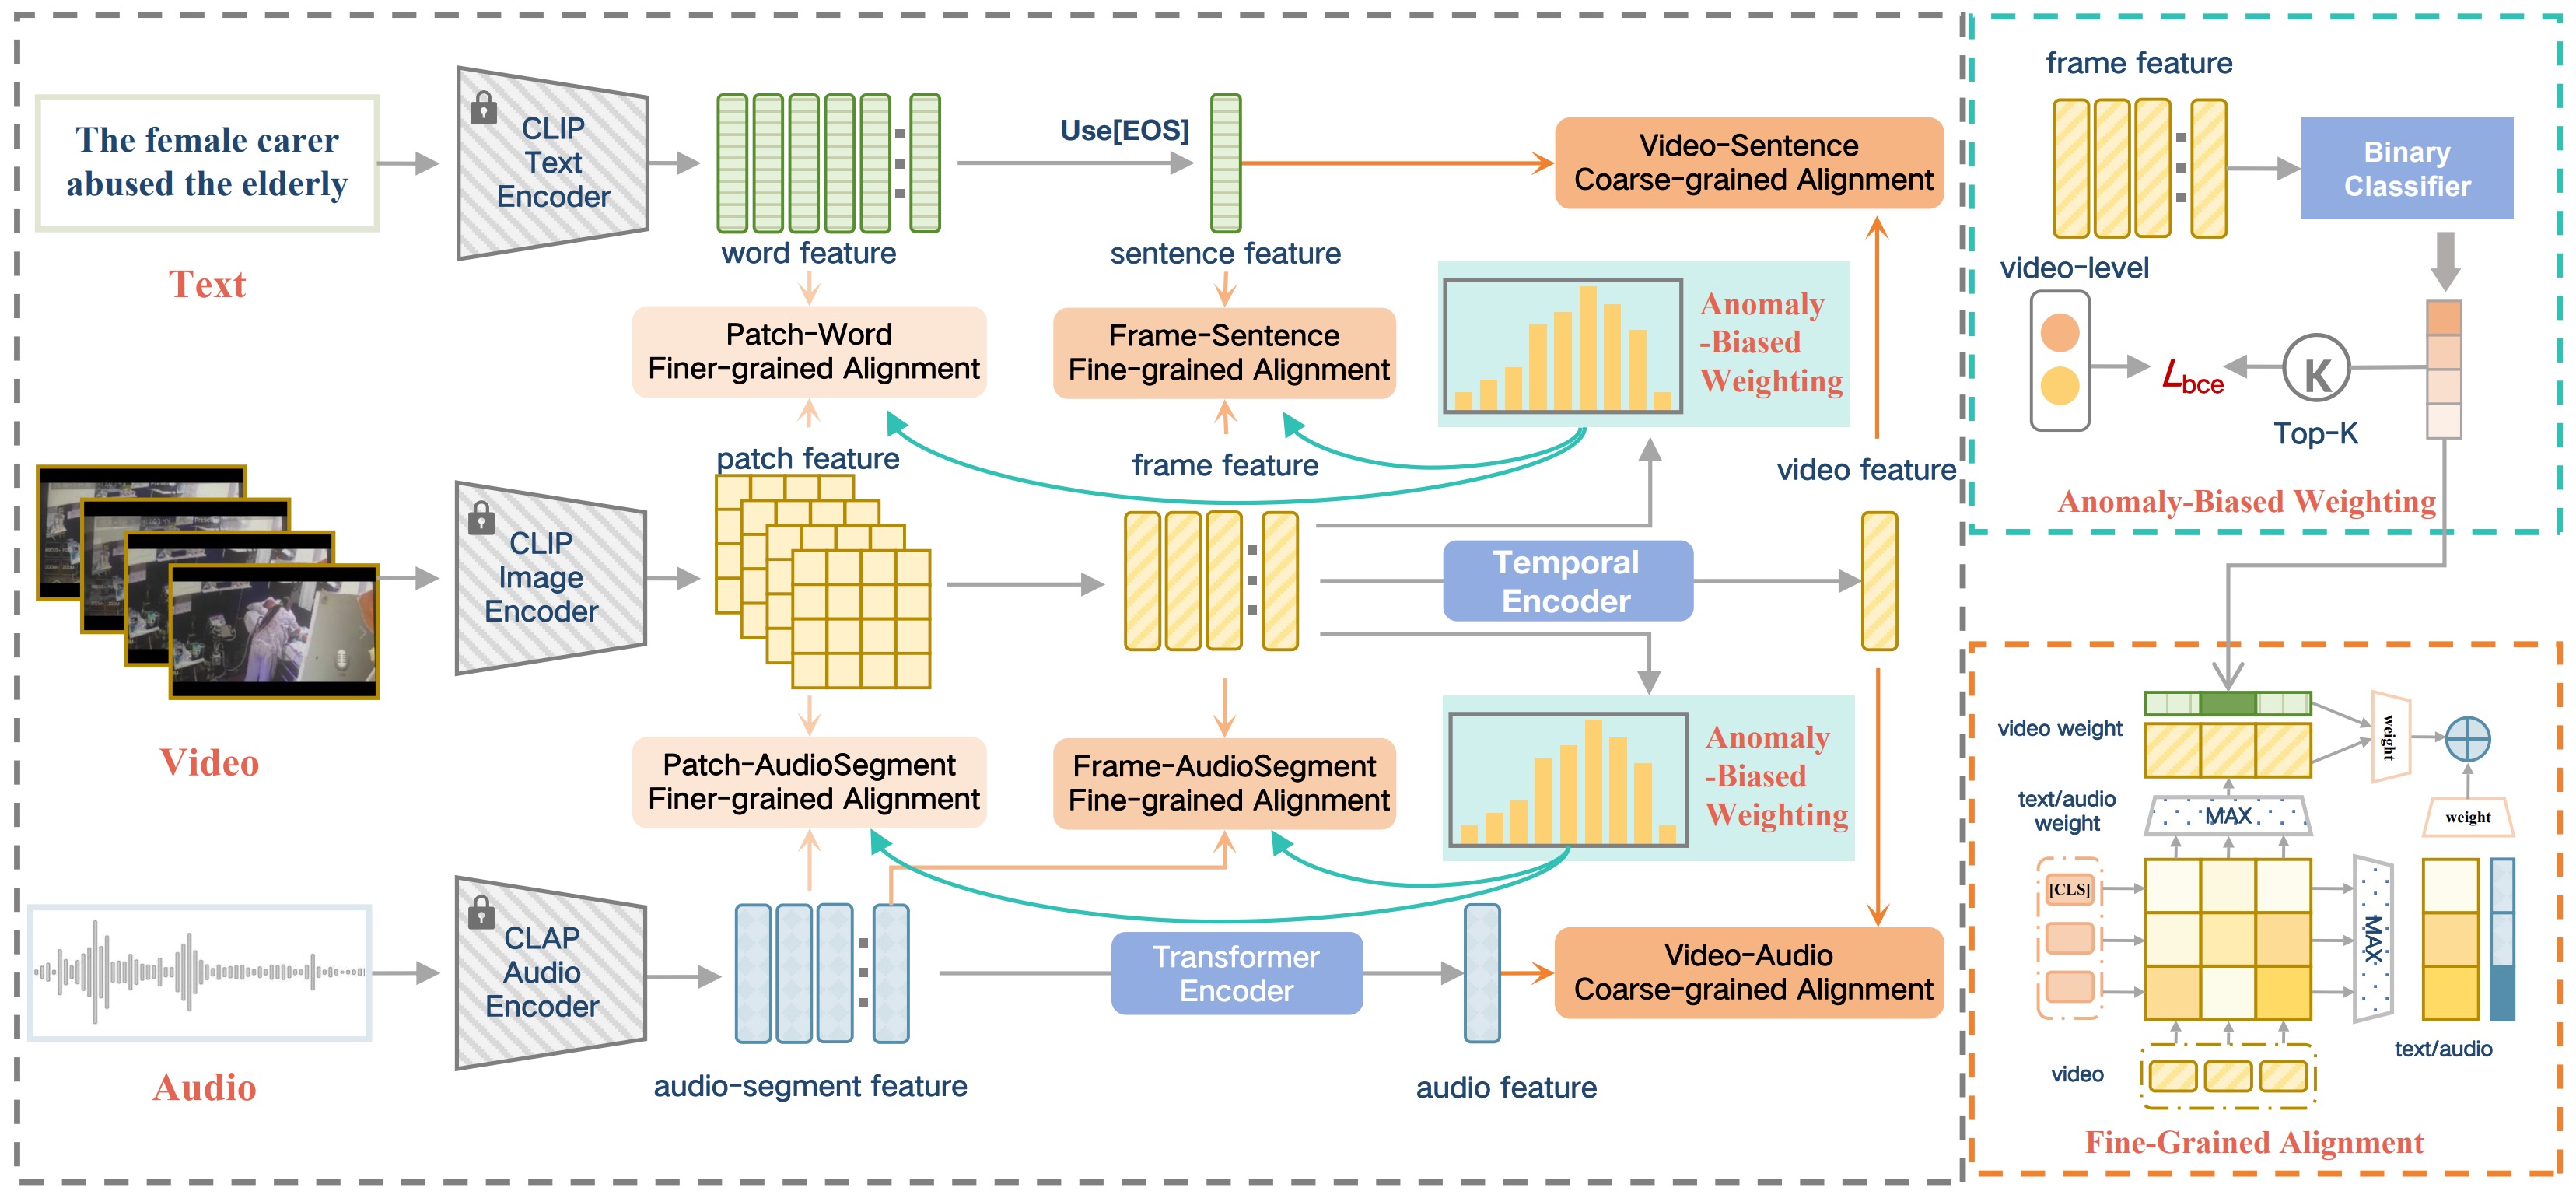 The female carer
abused the elderly
Text
CLIP
Text
Encoder
word feature
Use[EOS]
sentence feature
Video-Sentence
Coarse-grained Alignment
Patch-Word
Finer-grained Alignment
Frame-Sentence
Fine-grained Alignment
Anomaly
-Biased
Weighting
Video
CLIP
Image
Encoder
patch feature
frame feature
Temporal
Encoder
video feature
Patch-AudioSegment
Finer-grained Alignment
Frame-AudioSegment
Fine-grained Alignment
Anomaly
-Biased
Weighting
Audio
CLAP
Audio
Encoder
audio-segment feature
Transformer
Encoder
audio feature
Video-Audio
Coarse-grained Alignment
frame feature
Binary
Classifier
video-level
Lbce
K
Top-K
Anomaly-Biased Weighting
video weight
weight
text/audio
weight
MAX
weight
[CLS]
MAX
text/audio
video
Fine-Grained Alignment